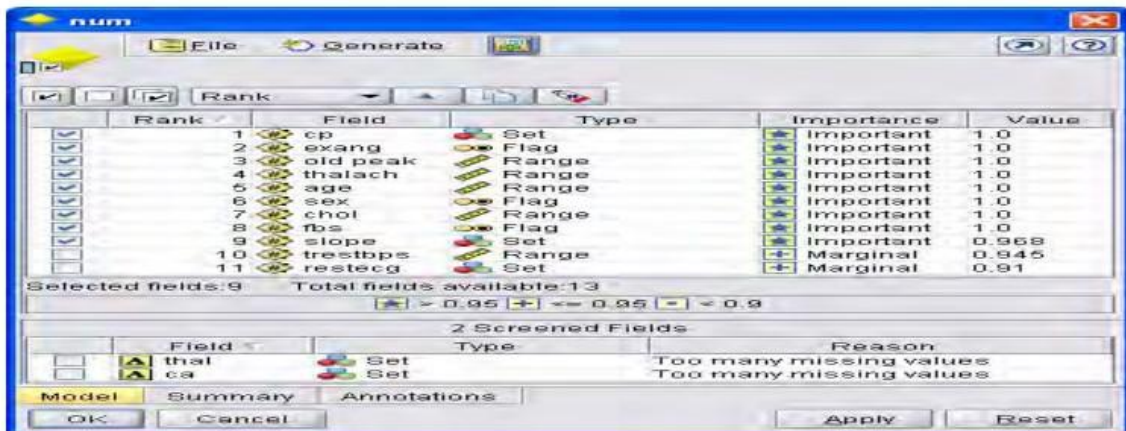 num
File Generate
Rank
Rank Field Type Importance Value
1 cp Set Important 1.0
2 exang Flag Important 1.0
3 old peak Range Important 1.0
4 thalach Range Important 1.0
5 age Range Important 1.0
6 sex Flag Important 1.0
7 chol Range Important 1.0
8 fbs Flag Important 1.0
9 slope Set Important 0.968
10 trestbps Range Marginal 0.945
11 restecg Set Marginal 0.91
Selected fields:9 Total fields available:13
> 0.95 + <= 0.95 - < 0.9
2 Screened Fields
Field Type Reason
A thal Set Too many missing values
A ca Set Too many missing values
Model Summary Annotations
OK Cancel Apply Reset